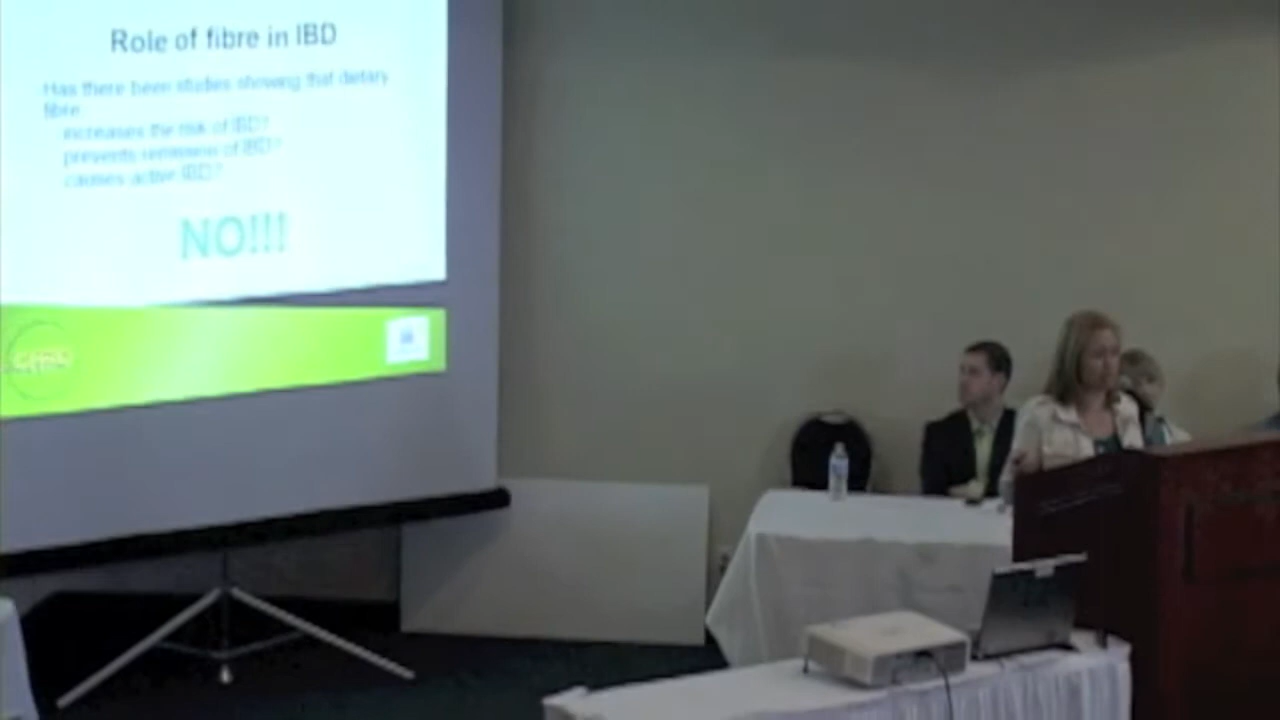 Role of fibre in IBD
Has there been studies showing that dietary
fibre
increases the risk of IBD?
prevents remission of IBD?
causes active IBD?
NO!!!